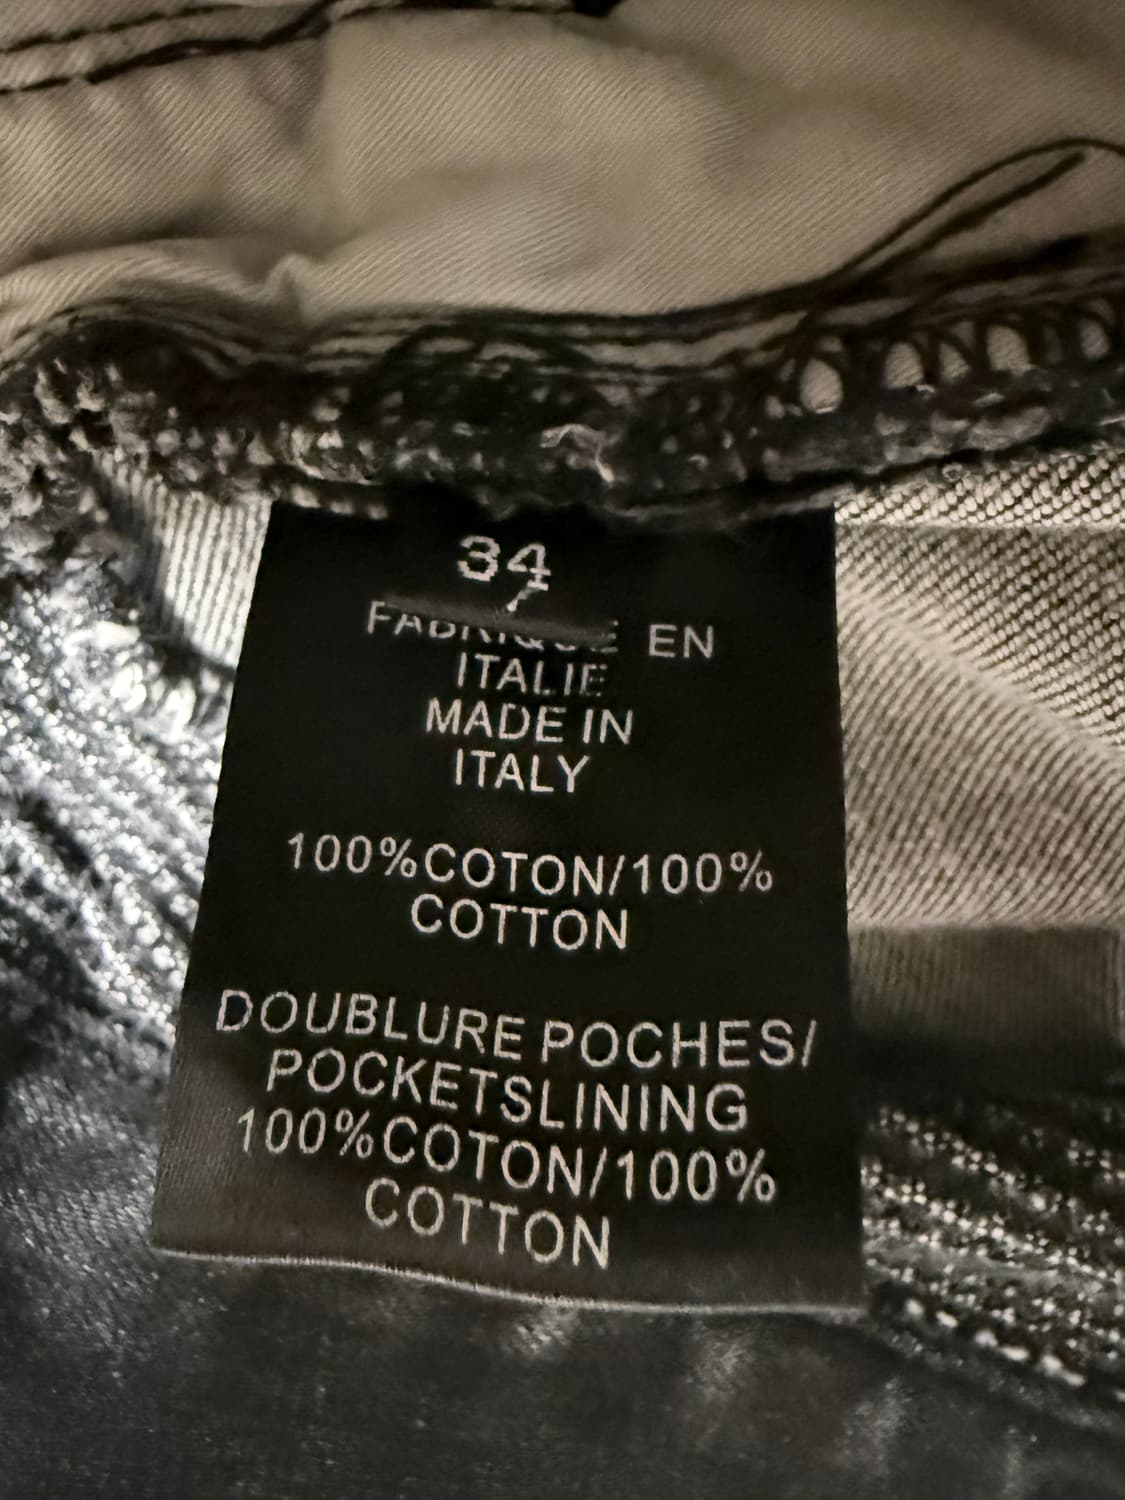 34
FABRIQUE EN
ITALIE
MADE IN
ITALY
100%COTON/100%
COTTON
DOUBLURE POCHES/
POCKETSLINING
100%COTON/100%
COTTON